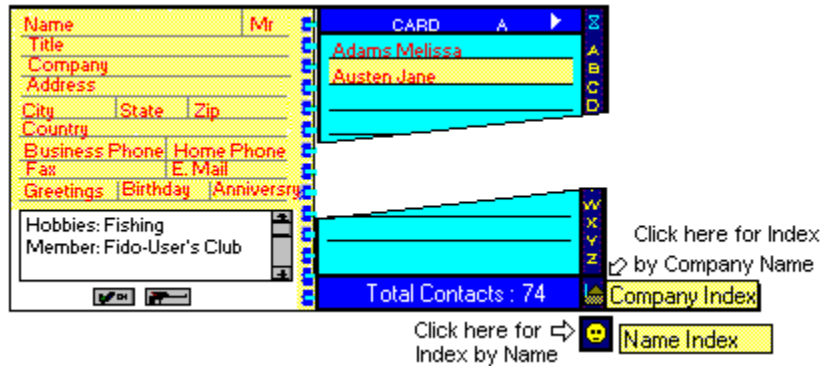 Name Mr
Title
Company
Address
City State Zip
Country
Business Phone Home Phone
Fax E. Mail
Greetings Birthday Anniversry
Hobbies: Fishing
Member: Fido-User's Club
OK
CARD A
Adams Melissa
Austen Jane
A
B
C
D
W
X
Y
Z
Total Contacts : 74
Click here for Index
by Company Name
Company Index
Click here for
Index by Name
Name Index